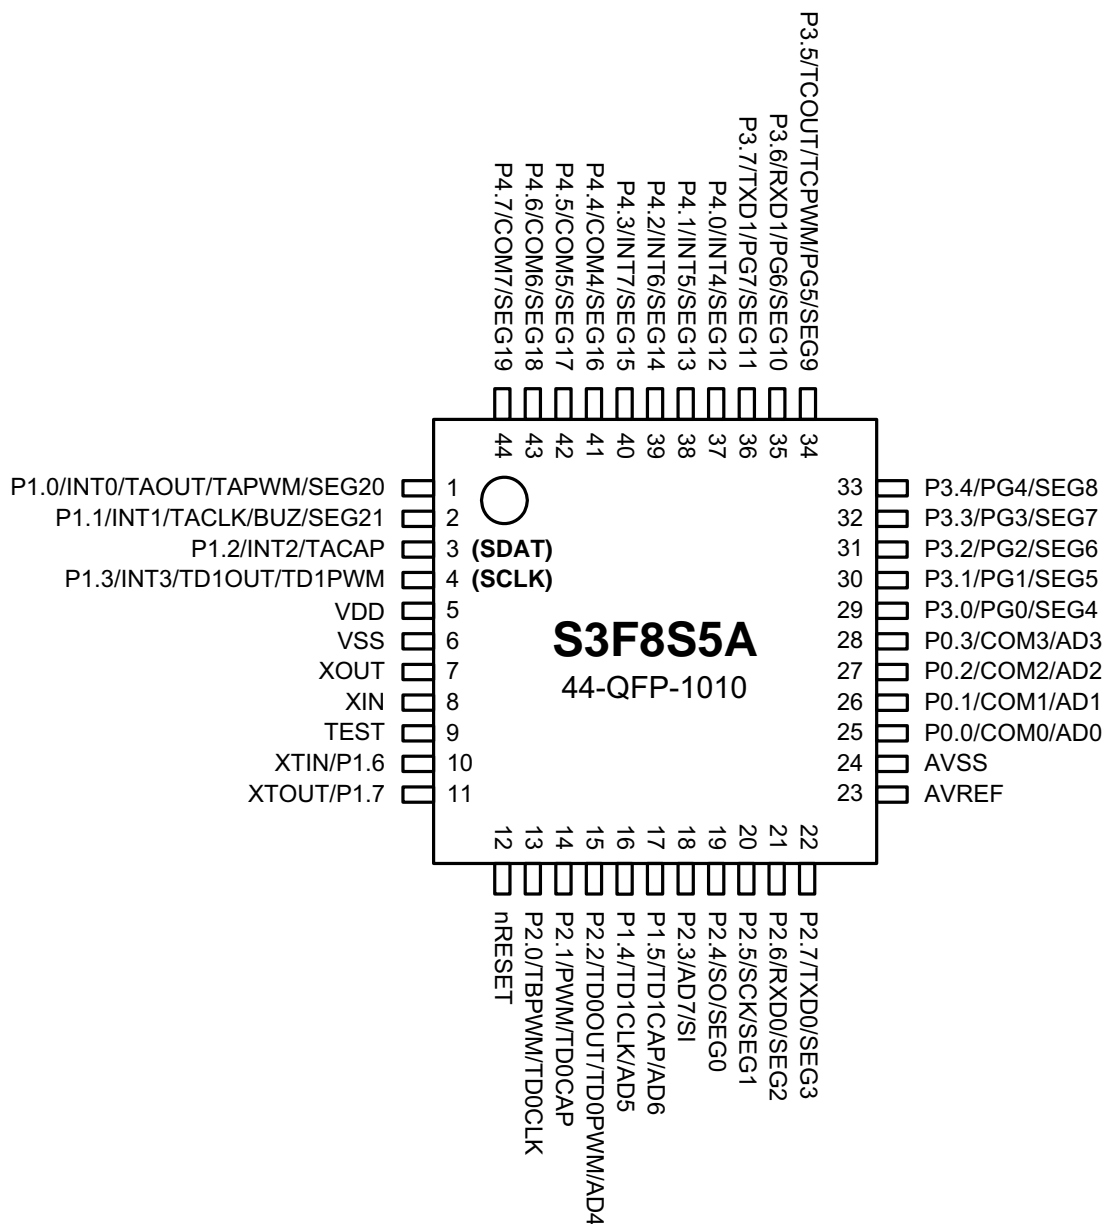 P4.7/COM7/SEG19
P4.6/COM6/SEG18
P4.5/COM5/SEG17
P4.4/COM4/SEG16
P4.3/INT7/SEG15
P4.2/INT6/SEG14
P4.1/INT5/SEG13
P4.0/INT4/SEG12
P3.7/TXD1/PG7/SEG11
P3.6/RXD1/PG6/SEG10
P3.5/TCOUT/TCPWM/PG5/SEG9
44
43
42
41
40
39
38
37
36
35
34
P1.0/INT0/TAOUT/TAPWM/SEG20 1
P1.1/INT1/TACLK/BUZ/SEG21 2
P1.2/INT2/TACAP 3 (SDAT)
P1.3/INT3/TD1OUT/TD1PWM 4 (SCLK)
VDD 5
VSS 6
XOUT 7
XIN 8
TEST 9
XTIN/P1.6 10
XTOUT/P1.7 11
S3F8S5A
44-QFP-1010
33 P3.4/PG4/SEG8
32 P3.3/PG3/SEG7
31 P3.2/PG2/SEG6
30 P3.1/PG1/SEG5
29 P3.0/PG0/SEG4
28 P0.3/COM3/AD3
27 P0.2/COM2/AD2
26 P0.1/COM1/AD1
25 P0.0/COM0/AD0
24 AVSS
23 AVREF
12
13
14
15
16
17
18
19
20
21
22
nRESET
P2.0/TBPWM/TD0CLK
P2.1/PWM/TD0CAP
P2.2/TD0OUT/TD0PWM/AD4
P1.4/TD1CLK/AD5
P1.5/TD1CAP/AD6
P2.3/AD7/SI
P2.4/SO/SEG0
P2.5/SCK/SEG1
P2.6/RXD0/SEG2
P2.7/TXD0/SEG3